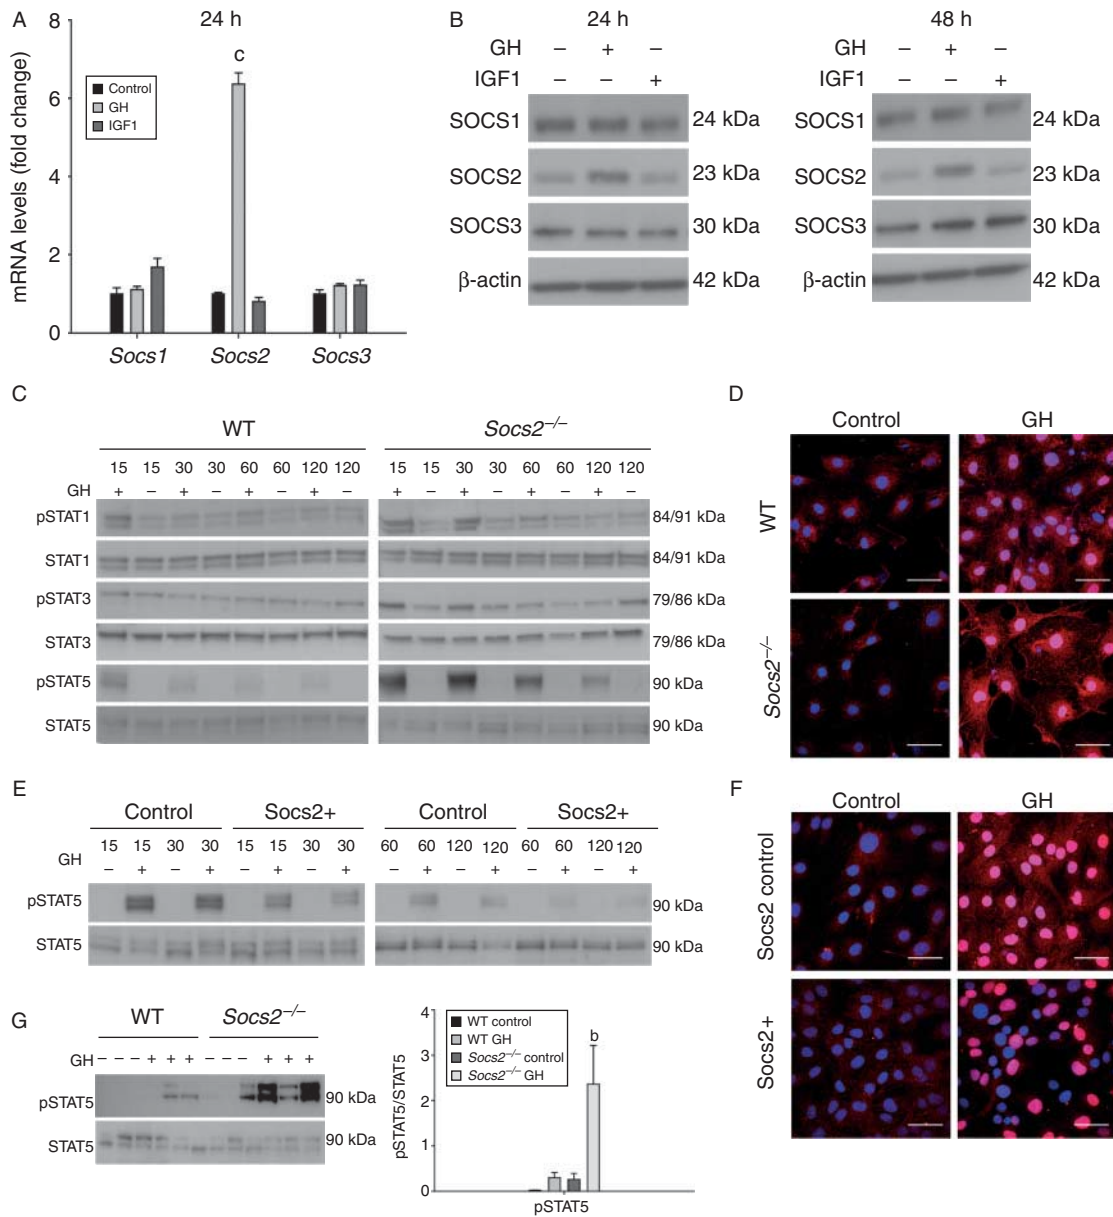 A
24 h
8
6
4
2
0
mRNA levels (fold change)
Control
GH
IGF1
c
Socs1 Socs2 Socs3
B
24 h
GH – + –
IGF1 – – +
SOCS1 24 kDa
SOCS2 23 kDa
SOCS3 30 kDa
β-actin 42 kDa
48 h
GH – + –
IGF1 – – +
SOCS1 24 kDa
SOCS2 23 kDa
SOCS3 30 kDa
β-actin 42 kDa
C
WT Socs2–/–
15 15 30 30 60 60 120 120 15 15 30 30 60 60 120 120
GH + – + – + – + – + – + – + – + –
pSTAT1 84/91 kDa
STAT1 84/91 kDa
pSTAT3 79/86 kDa
STAT3 79/86 kDa
pSTAT5 90 kDa
STAT5 90 kDa
D
Control GH
WT
Socs2–/–
E
Control Socs2+ Control Socs2+
15 15 30 30 15 15 30 30 60 60 120 120 60 60 120 120
GH – + – + – + – + – + – + – + – +
pSTAT5 90 kDa
STAT5 90 kDa
F
Control GH
Socs2 control
Socs2+
G
WT Socs2–/–
GH – – – + + + – – – + + +
pSTAT5 90 kDa
STAT5 90 kDa
4
3
2
1
0
pSTAT5/STAT5
WT control
WT GH
Socs2–/– control
Socs2–/– GH
b
pSTAT5